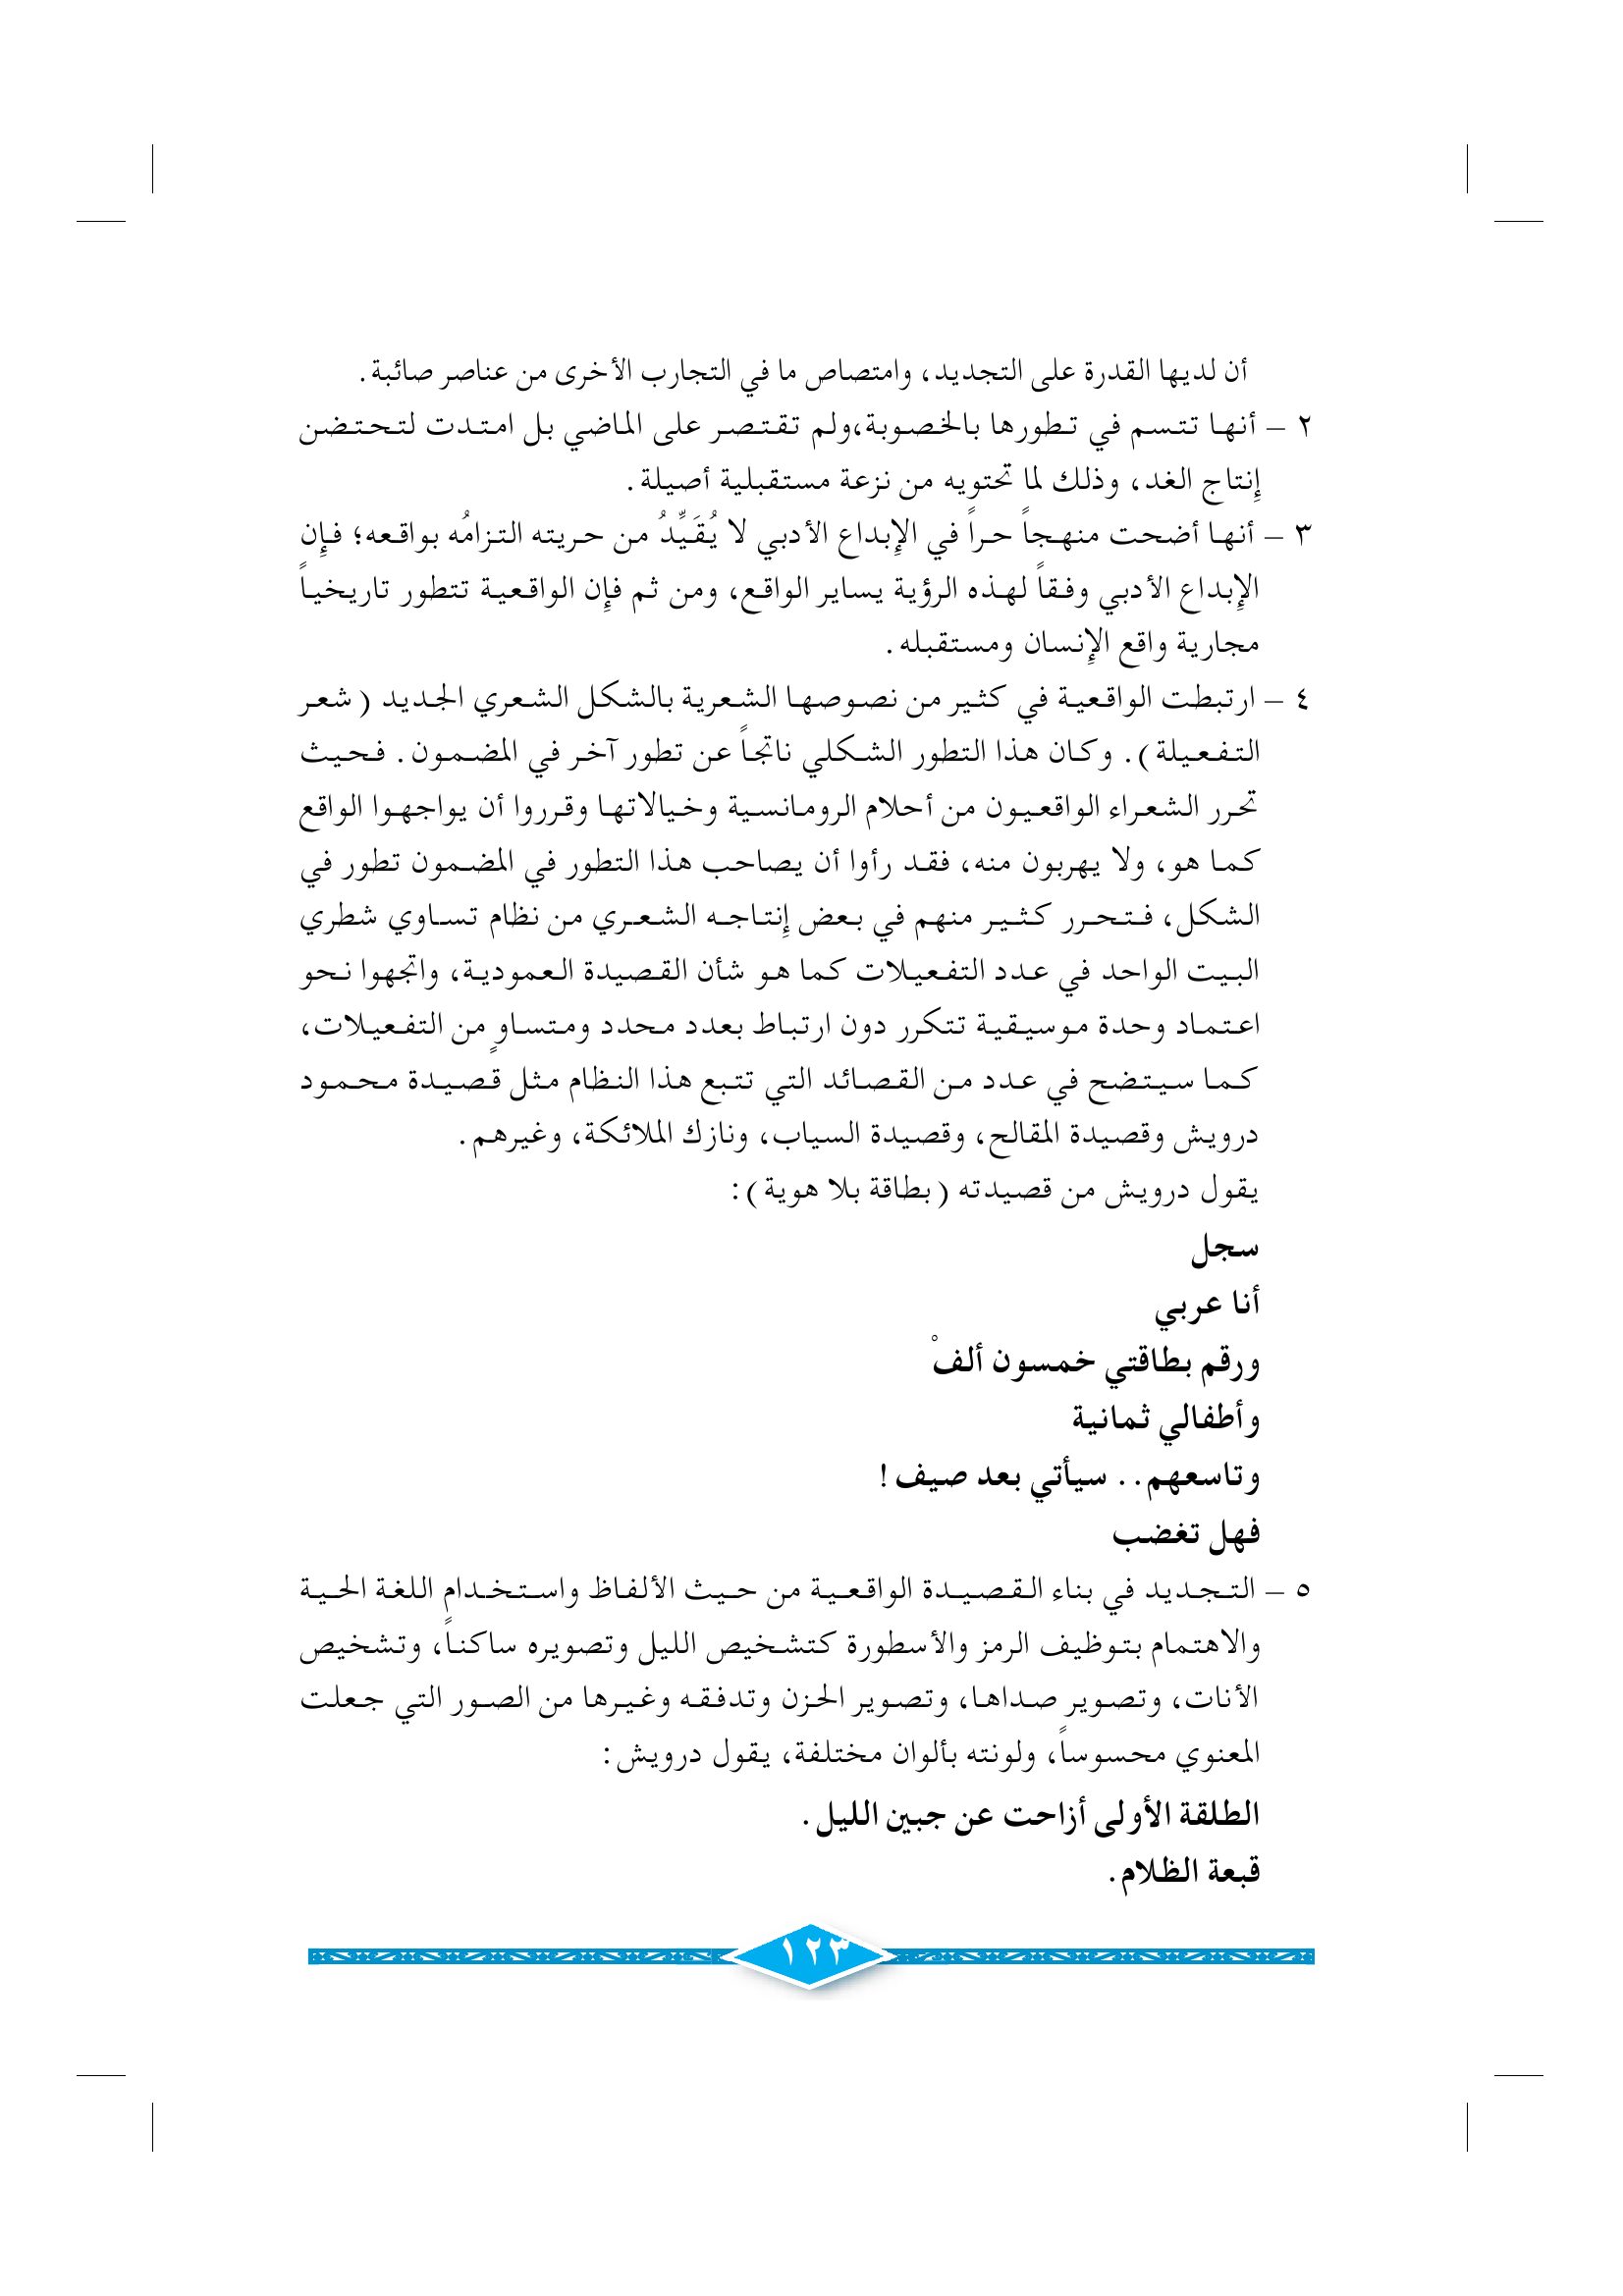 أن لديها القدرة على التجديد، وامتصاص ما في التجارب الأخرى من عناصر صائبة.
٢ – أنها تتسم في تطورها بالخصوبة،ولم تقتصر على الماضي بل امتدت لتحتضن
إنتاج الغد، وذلك لما تحتويه من نزعة مستقبلية أصيلة.
٣ – أنها أضحت منهجاً حراً في الإبداع الأدبي لا يُقَيِّدُ من حريته التزامُه بواقعه؛ فإن
الإبداع الأدبي وفقاً لهذه الرؤية يساير الواقع، ومن ثم فإن الواقعية تتطور تاريخياً
مجارية واقع الإنسان ومستقبله.
٤ – ارتبطت الواقعية في كثير من نصوصها الشعرية بالشكل الشعري الجديد (شعر
التفعيلة). وكان هذا التطور الشكلي ناتجاً عن تطور آخر في المضمون. فحيث
تحرر الشعراء الواقعيون من أحلام الرومانسية وخيالاتها وقرروا أن يواجهوا الواقع
كما هو، ولا يهربون منه، فقد رأوا أن يصاحب هذا التطور في المضمون تطور في
الشكل، فتحرر كثير منهم في بعض إنتاجه الشعري من نظام تساوي شطري
البيت الواحد في عدد التفعيلات كما هو شأن القصيدة العمودية، واتجهوا نحو
اعتماد وحدة موسيقية تتكرر دون ارتباط بعدد محدد ومتساوٍ من التفعيلات،
كما سيتضح في عدد من القصائد التي تتبع هذا النظام مثل قصيدة محمود
درويش وقصيدة المقالح، وقصيدة السياب، ونازك الملائكة، وغيرهم.
يقول درويش من قصيدته (بطاقة بلا هوية):
سجل
أنا عربي
ورقم بطاقتي خمسون ألفْ
وأطفالي ثمانية
وتاسعهم.. سيأتي بعد صيف!
فهل تغضب
٥ – التجديد في بناء القصيدة الواقعية من حيث الألفاظ واستخدام اللغة الحية
والاهتمام بتوظيف الرمز والأسطورة كتشخيص الليل وتصويره ساكناً، وتشخيص
الأنات، وتصوير صداها، وتصوير الحزن وتدفقه وغيرها من الصور التي جعلت
المعنوي محسوساً، ولونته بألوان مختلفة، يقول درويش:
الطلقة الأولى أزاحت عن جبين الليل.
قبعة الظلام.
١٢٣